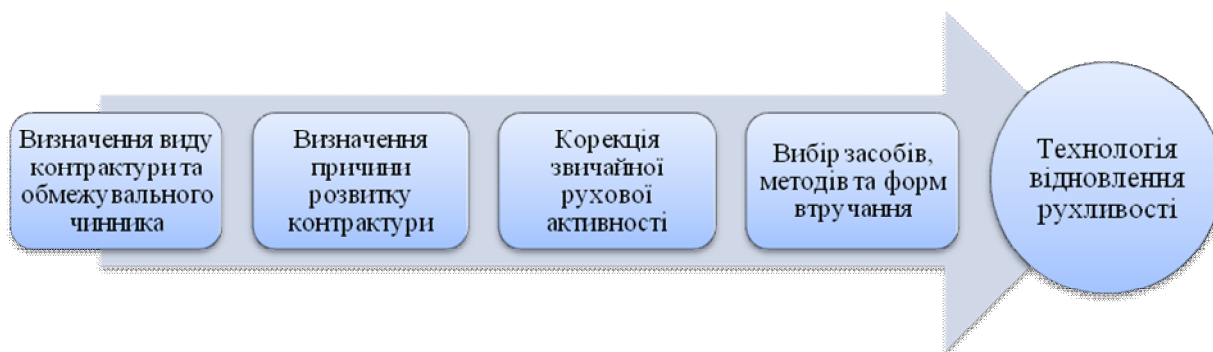 Визначення виду
контрактури та
обмежувального
чинника
Визначення
причини
розвитку
контрактури
Корекція
звичайної
рухової
активності
Вибір засобів,
методів та форм
втручання
Технологія
відновлення
рухливості